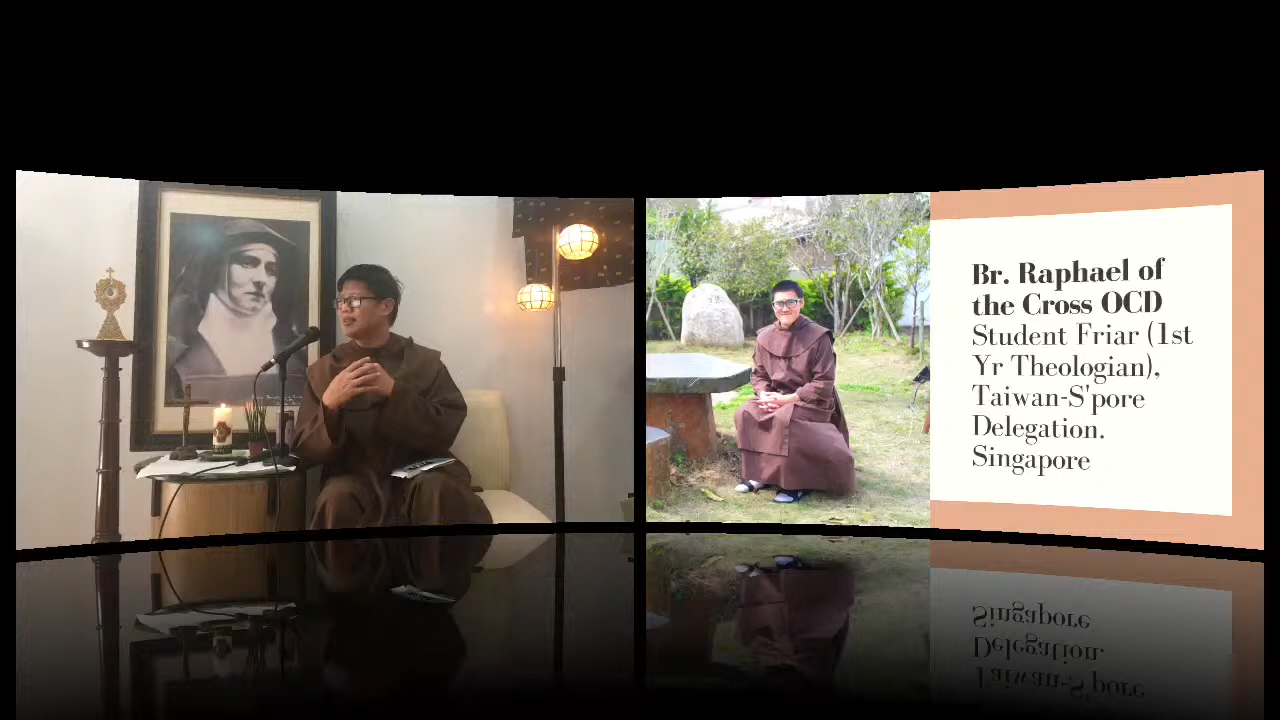 Br. Raphael of
the Cross OCD
Student Friar (1st
Yr Theologian),
Taiwan-S'pore
Delegation.
Singapore